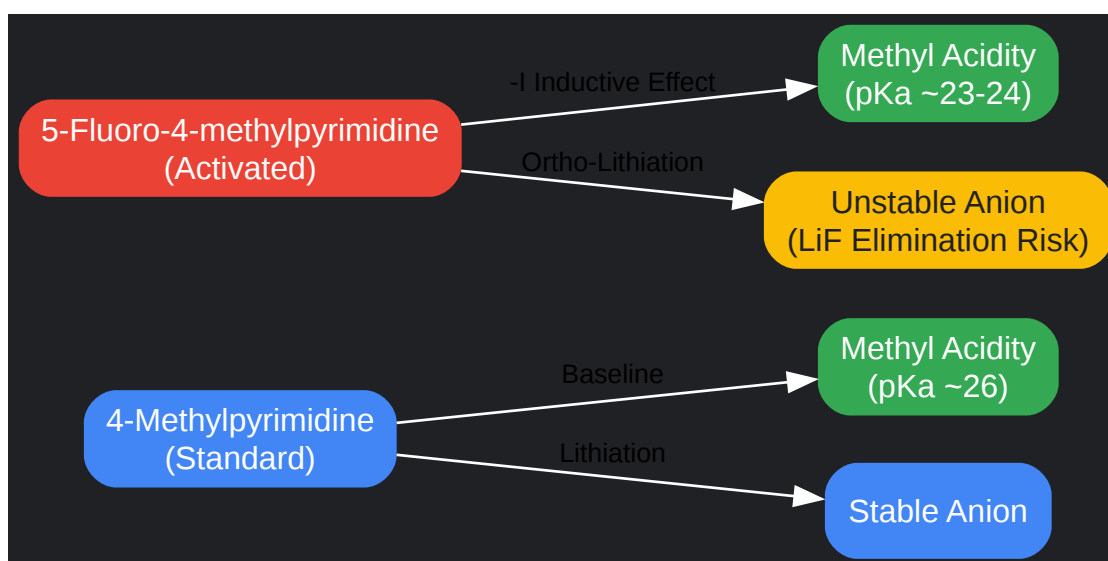 5-Fluoro-4-methylpyrimidine
(Activated)
-I Inductive Effect
Methyl Acidity
(pKa ~23-24)
Ortho-Lithiation
Unstable Anion
(LiF Elimination Risk)
4-Methylpyrimidine
(Standard)
Baseline
Methyl Acidity
(pKa ~26)
Lithiation
Stable Anion